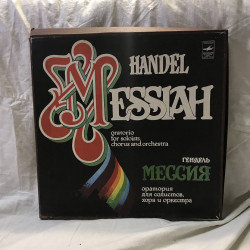 HANDEL
MESSIAH
oratorio
for soloists,
chorus and orchestra
ГЕНДЕЛЬ
МЕССИЯ
оратория
для солистов,
хора и оркестра